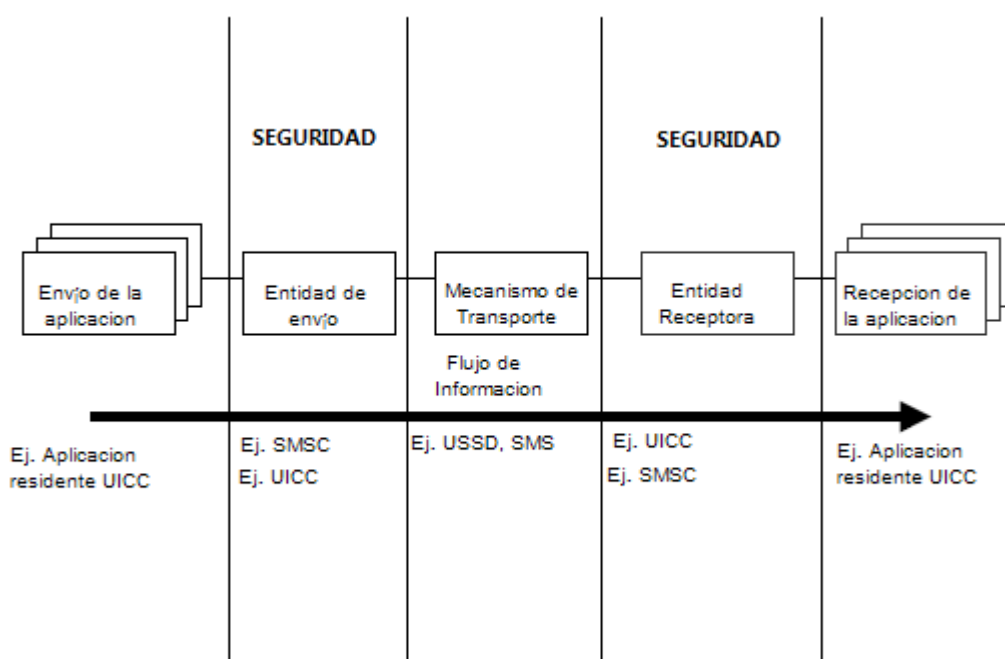 SEGURIDAD
SEGURIDAD
Env¡o de la
aplicacion
Entidad de
env¡o
Mecanismo de
Transporte
Entidad
Receptora
Recepcion de
la aplicacion
Flujo de
Informacion
Ej. Aplicacion
residente UICC
Ej. SMSC
Ej. UICC
Ej. USSD, SMS
Ej. UICC
Ej. SMSC
Ej. Aplicacion
residente UICC